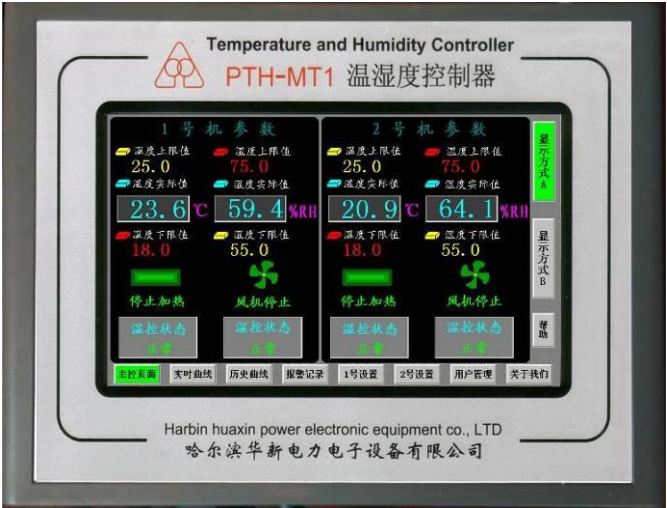 Temperature and Humidity Controller
PTH-MT1 温湿度控制器
1 号 机 参 数
2 号 机 参 数
温度上限值 湿度上限值
温度上限值 湿度上限值
25.0 75.0
25.0 75.0
温度实际值 湿度实际值
温度实际值 湿度实际值
23.6 ℃ 59.4 %RH
20.9 ℃ 64.1 %RH
温度下限值 湿度下限值
温度下限值 湿度下限值
18.0 55.0
18.0 55.0
停止加热 风机停止
停止加热 风机停止
温控状态 湿控状态
温控状态 湿控状态
正常 正常
正常 正常
显示方式A
显示方式B
帮助
主控页面 实时曲线 历史曲线 报警记录 1号设置 2号设置 用户管理 关于我们
Harbin huaxin power electronic equipment co., LTD
哈尔滨华新电力电子设备有限公司